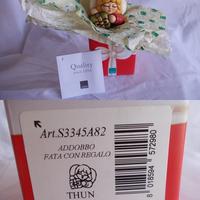 Quality
Art.S3345A82
ADDOBBO
FATA CON REGALO
THUN
8 018594 572980